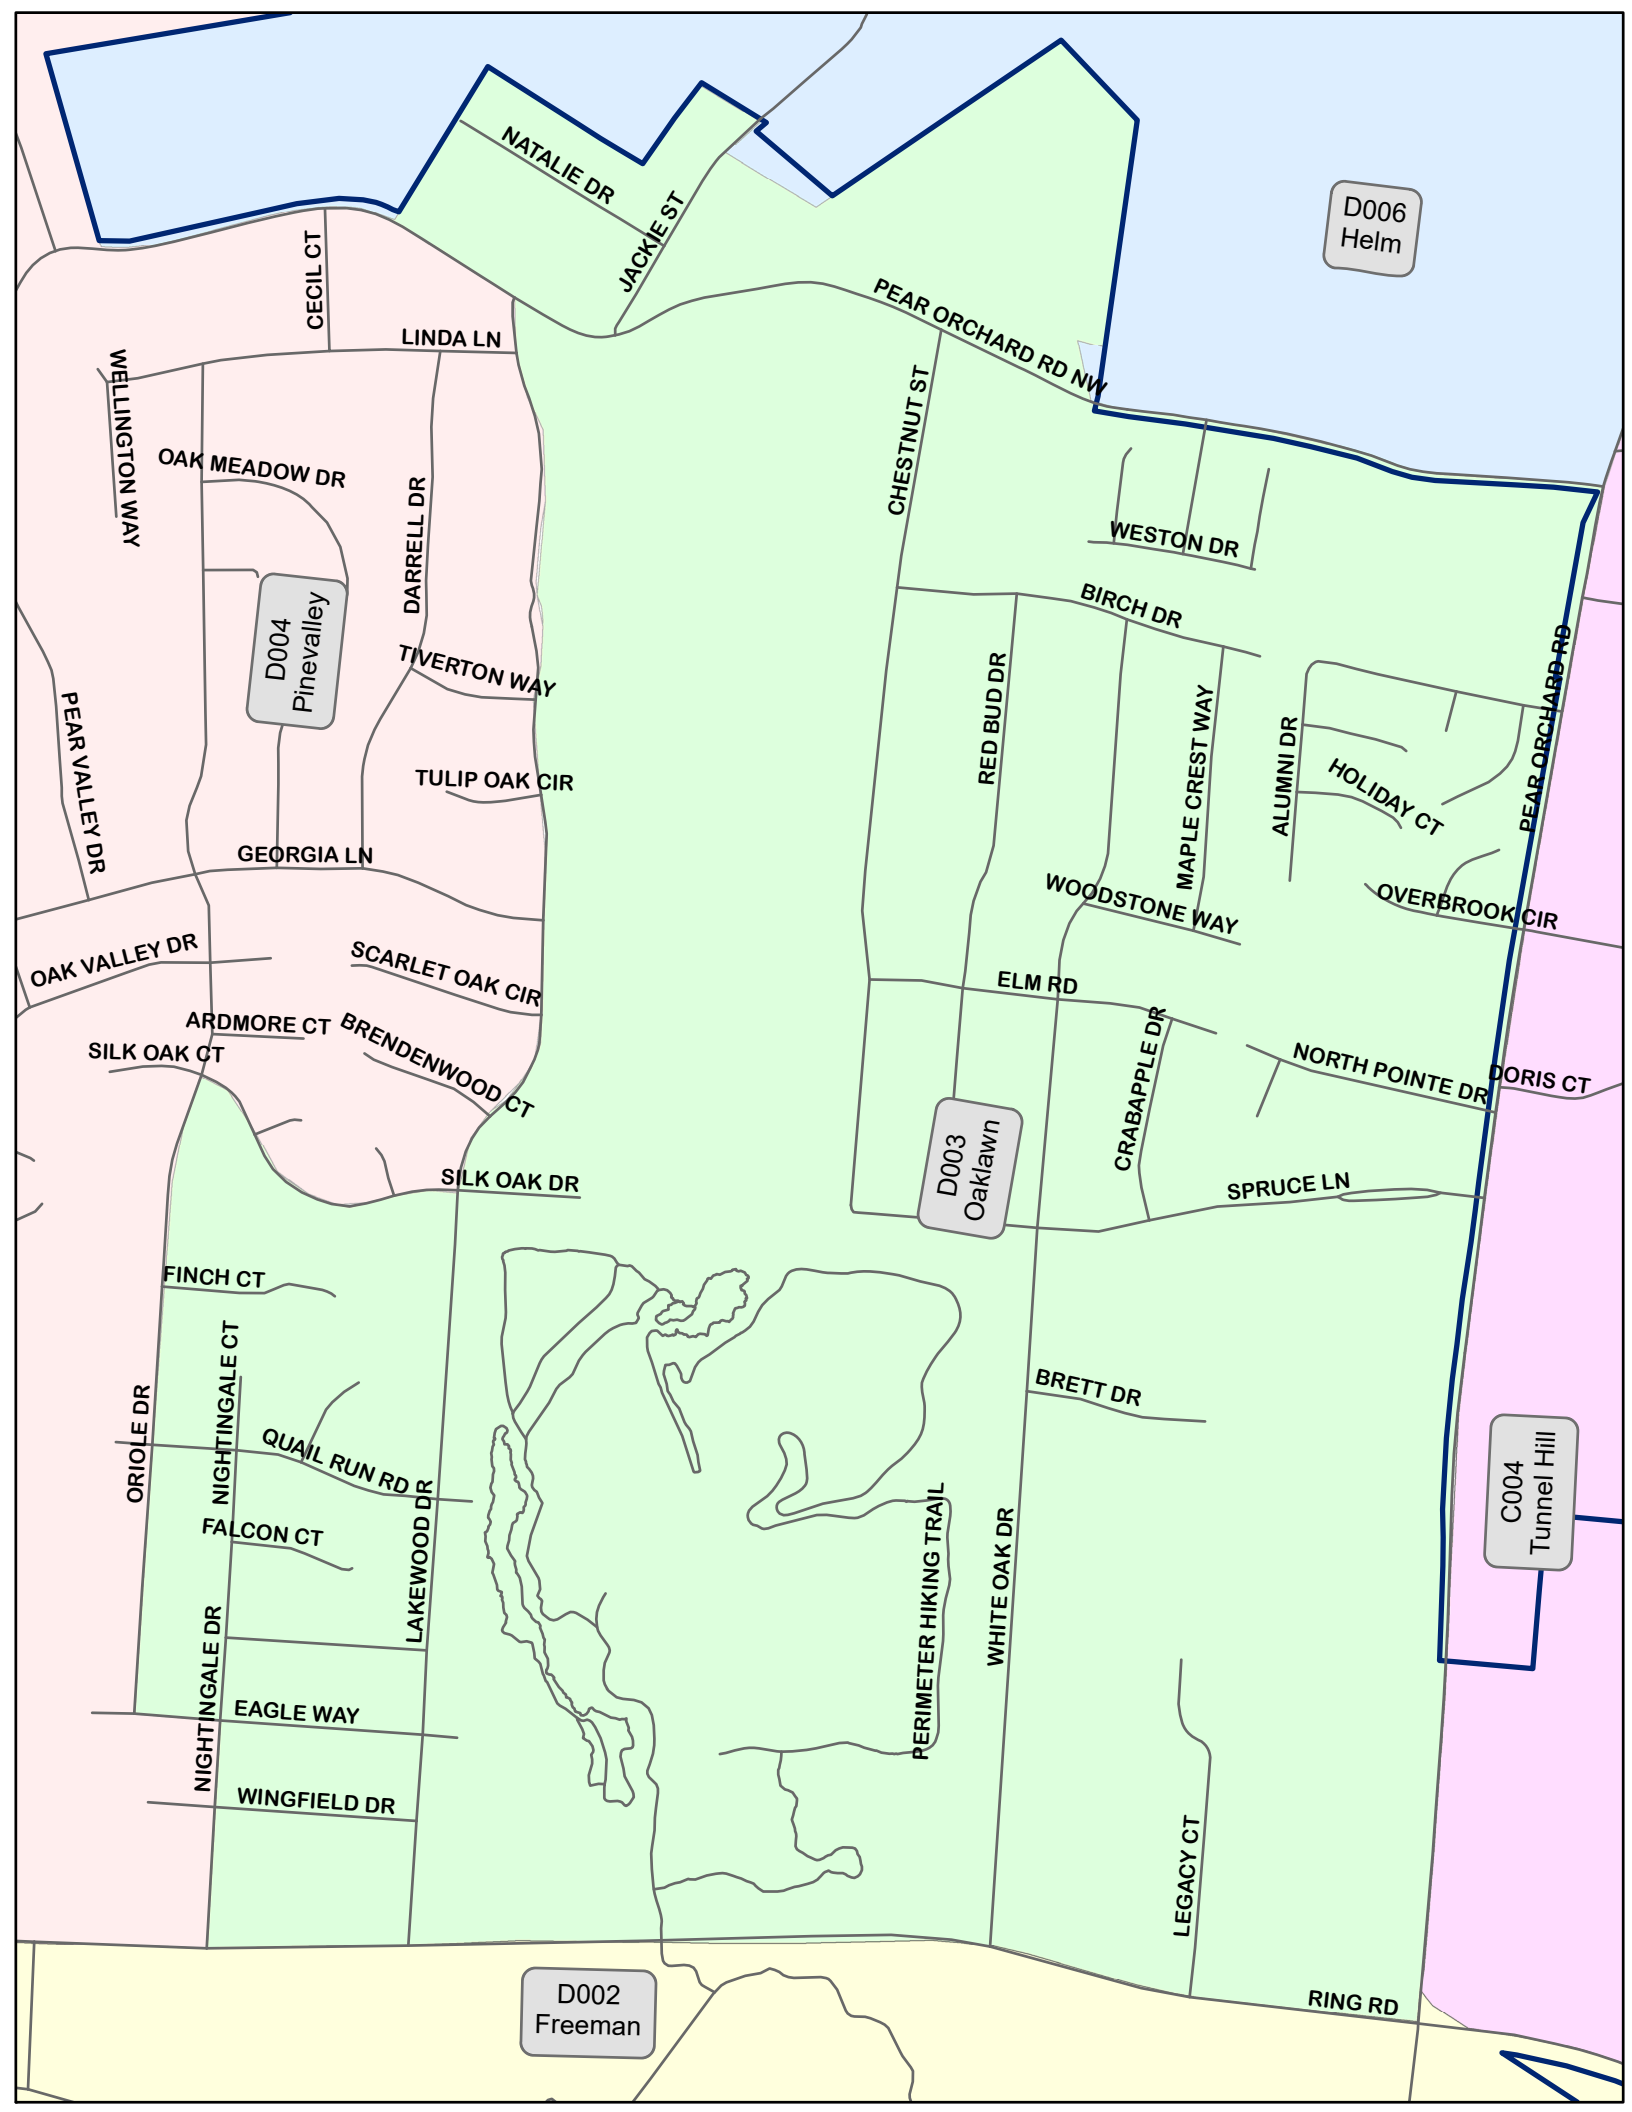 NATALIE DR
JACKIE ST
D006
Helm
CECIL CT
PEAR ORCHARD RD NW
LINDA LN
WELLINGTON WAY
CHESTNUT ST
OAK MEADOW DR
DARRELL DR
WESTON DR
BIRCH DR
D004
Pinevalley
TIVERTON WAY
RED BUD DR
PEAR ORCHARD RD
MAPLE CREST WAY
PEAR VALLEY DR
ALUMNI DR
HOLIDAY CT
TULIP OAK CIR
GEORGIA LN
WOODSTONE WAY
OVERBROOK CIR
OAK VALLEY DR
SCARLET OAK CIR
ELM RD
ARDMORE CT
BRENDENWOOD CT
SILK OAK CT
CRABAPPLE DR
NORTH POINTE DR
DORIS CT
D003
Oaklawn
SILK OAK DR
SPRUCE LN
FINCH CT
NIGHTINGALE CT
ORIOLE DR
BRETT DR
QUAIL RUN RD
C004
Tunnel Hill
LAKEWOOD DR
FALCON CT
PERIMETER HIKING TRAIL
WHITE OAK DR
NIGHTINGALE DR
EAGLE WAY
WINGFIELD DR
LEGACY CT
D002
Freeman
RING RD